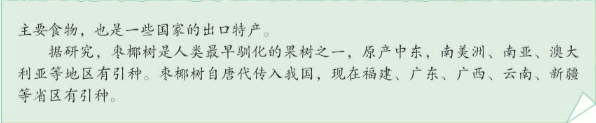 主要食物，也是一些国家的出口特产。
据研究，枣椰树是人类最早驯化的果树之一，原产中东，南美洲、南亚、澳大
利亚等地区有引种。枣椰树自唐代传入我国，现在福建、广东、广西、云南、新疆
等省区有引种。